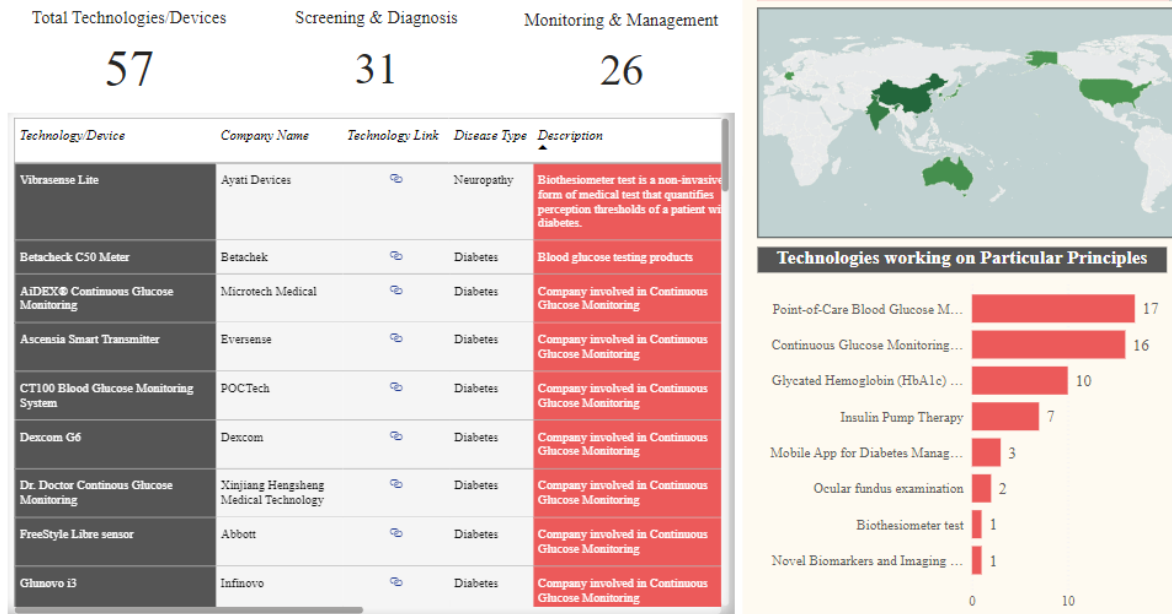 Total Technologies/Devices
57
Screening & Diagnosis
31
Monitoring & Management
26
Technology/Device Company Name Technology Link Disease Type Description
Vibrasense Lite Ayati Devices Neuropathy Biothesiometer test is a non-invasive
form of medical test that quantifies
perception thresholds of a patient wi
diabetes.
Betacheck C50 Meter Betachek Diabetes Blood glucose testing products
AiDEX® Continuous Glucose
Monitoring
Microtech Medical Diabetes Company involved in Continuous
Glucose Monitoring
Ascensia Smart Transmitter Eversense Diabetes Company involved in Continuous
Glucose Monitoring
CT100 Blood Glucose Monitoring
System
POCTech Diabetes Company involved in Continuous
Glucose Monitoring
Dexcom G6 Dexcom Diabetes Company involved in Continuous
Glucose Monitoring
Dr. Doctor Continous Glucose
Monitoring
Xinjiang Hengsheng
Medical Technology
Diabetes Company involved in Continuous
Glucose Monitoring
FreeStyle Libre sensor Abbott Diabetes Company involved in Continuous
Glucose Monitoring
Glunovo i3 Infinovo Diabetes Company involved in Continuous
Glucose Monitoring
Technologies working on Particular Principles
Point-of-Care Blood Glucose M... 17
Continuous Glucose Monitoring... 16
Glycated Hemoglobin (HbA1c) ... 10
Insulin Pump Therapy 7
Mobile App for Diabetes Manag... 3
Ocular fundus examination 2
Biothesiometer test 1
Novel Biomarkers and Imaging ... 1
0 10